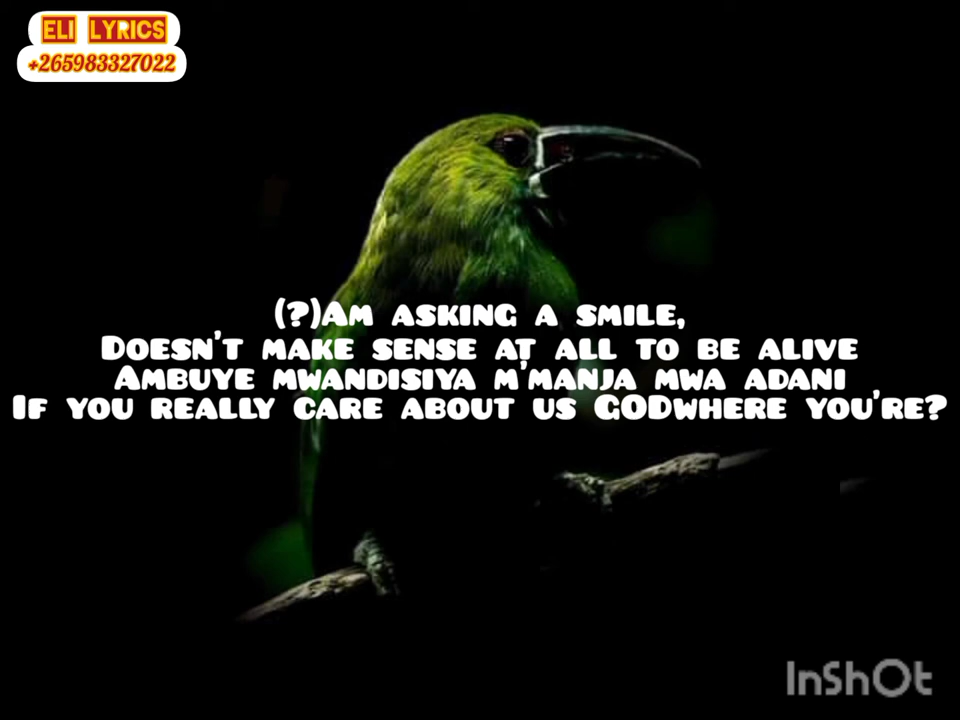 ELI LYRICS
+265983327022
(?)Am asking a smile,
Doesn't make sense at all to be alive
Ambuye mwandisiya m'manja mwa adani
If you really care about us GODwhere you're?
InShOt